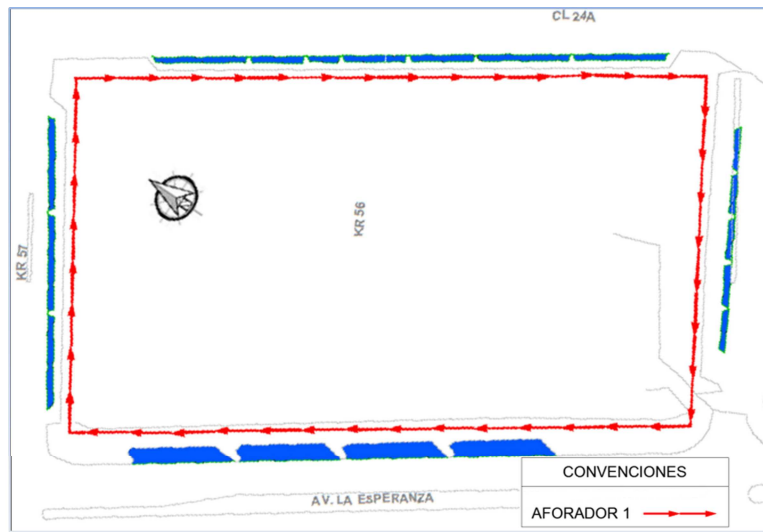 CL 24A
KR 56
KR 57
AV. LA ESPERANZA
CONVENCIONES
AFORADOR 1